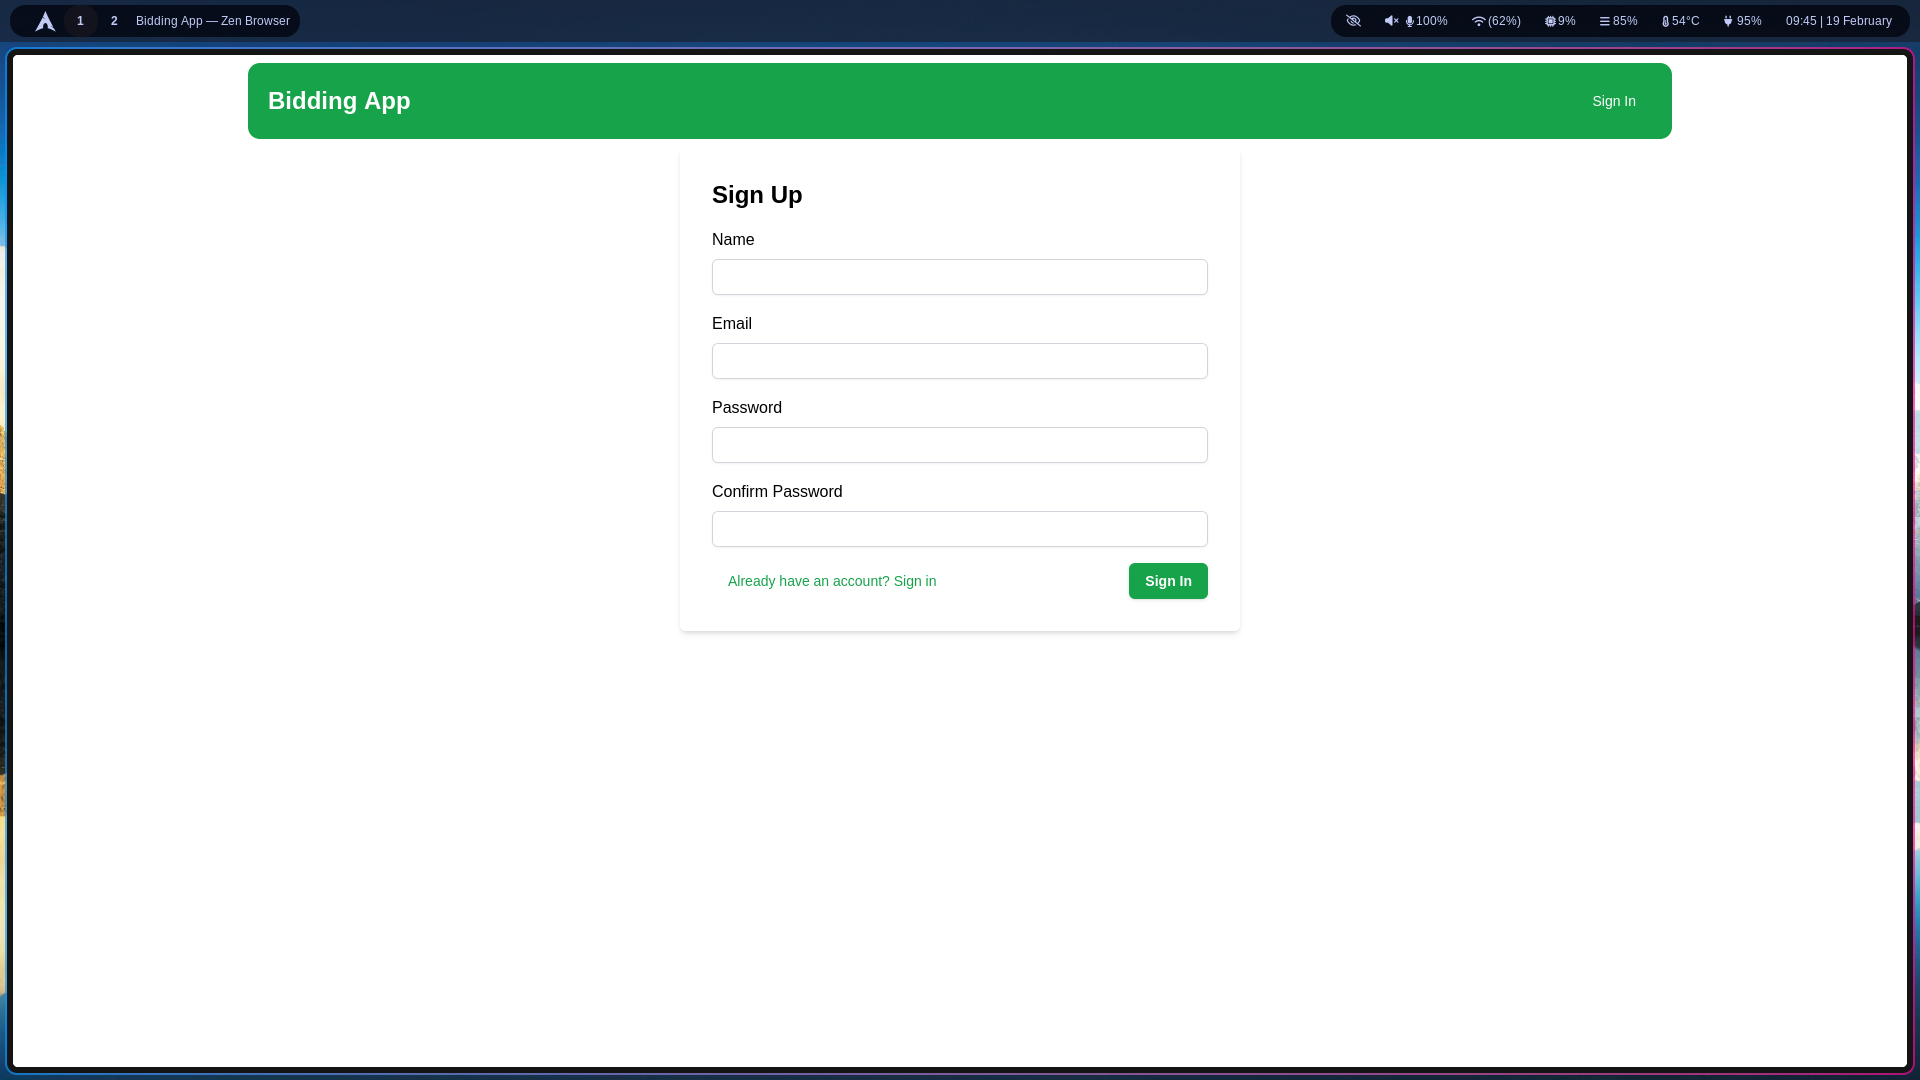 1 2 Bidding App — Zen Browser 100% (62%) 9% 85% 54°C 95% 09:45 | 19 February
Bidding App Sign In
Sign Up
Name
Email
Password
Confirm Password
Already have an account? Sign in Sign In